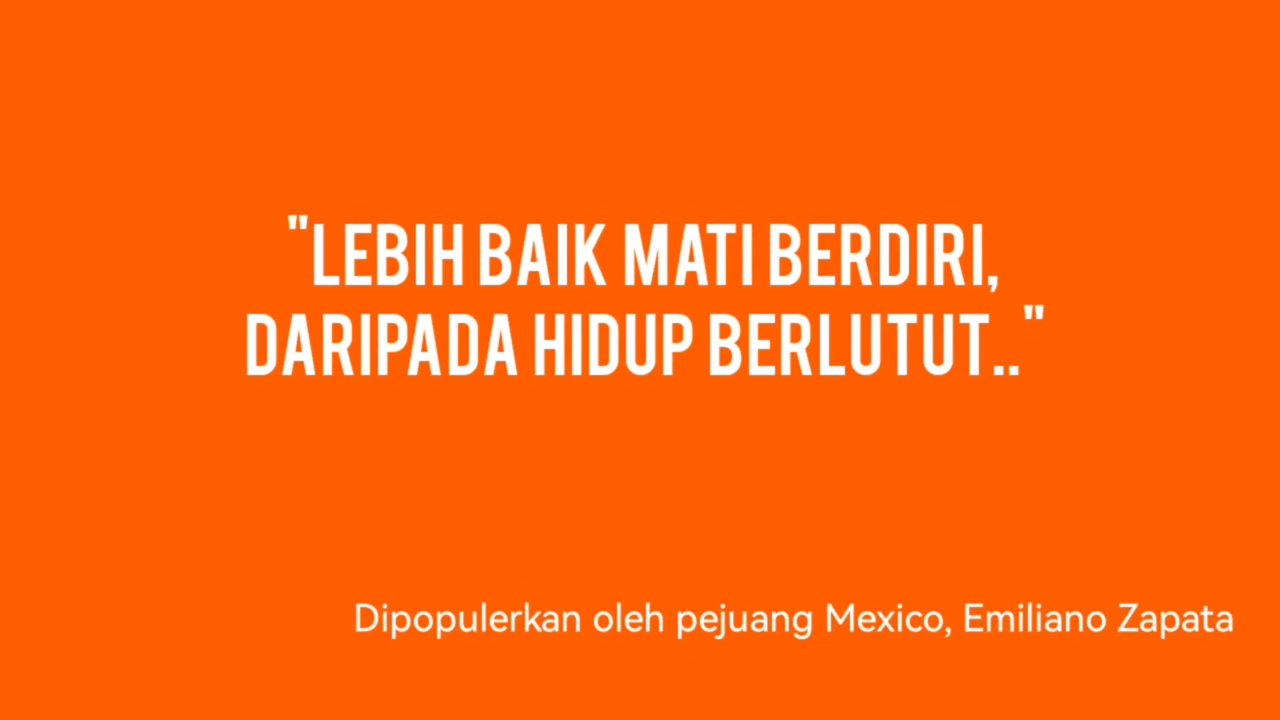 "LEBIH BAIK MATI BERDIRI,
DARIPADA HIDUP BERLUTUT.."
Dipopulerkan oleh pejuang Mexico, Emiliano Zapata